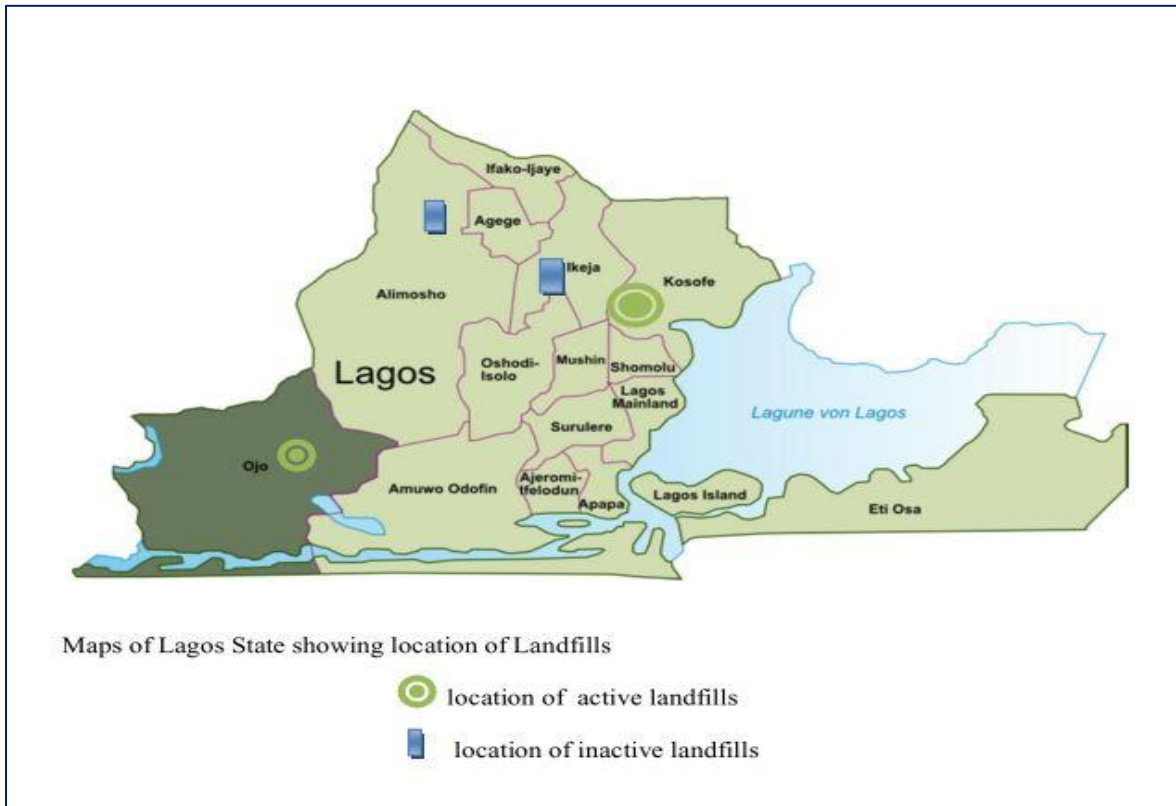 Ifako-Ijaye
Agege
Ikeja
Kosofe
Alimosho
Lagos
Oshodi-
Isolo
Mushin
Shomolu
Lagos
Mainland
Lagune von Lagos
Surulere
Ojo
Amuwo Odofin
Ajeromi-
Ifelodun
Apapa
Lagos Island
Eti Osa
Maps of Lagos State showing location of Landfills
location of active landfills
location of inactive landfills